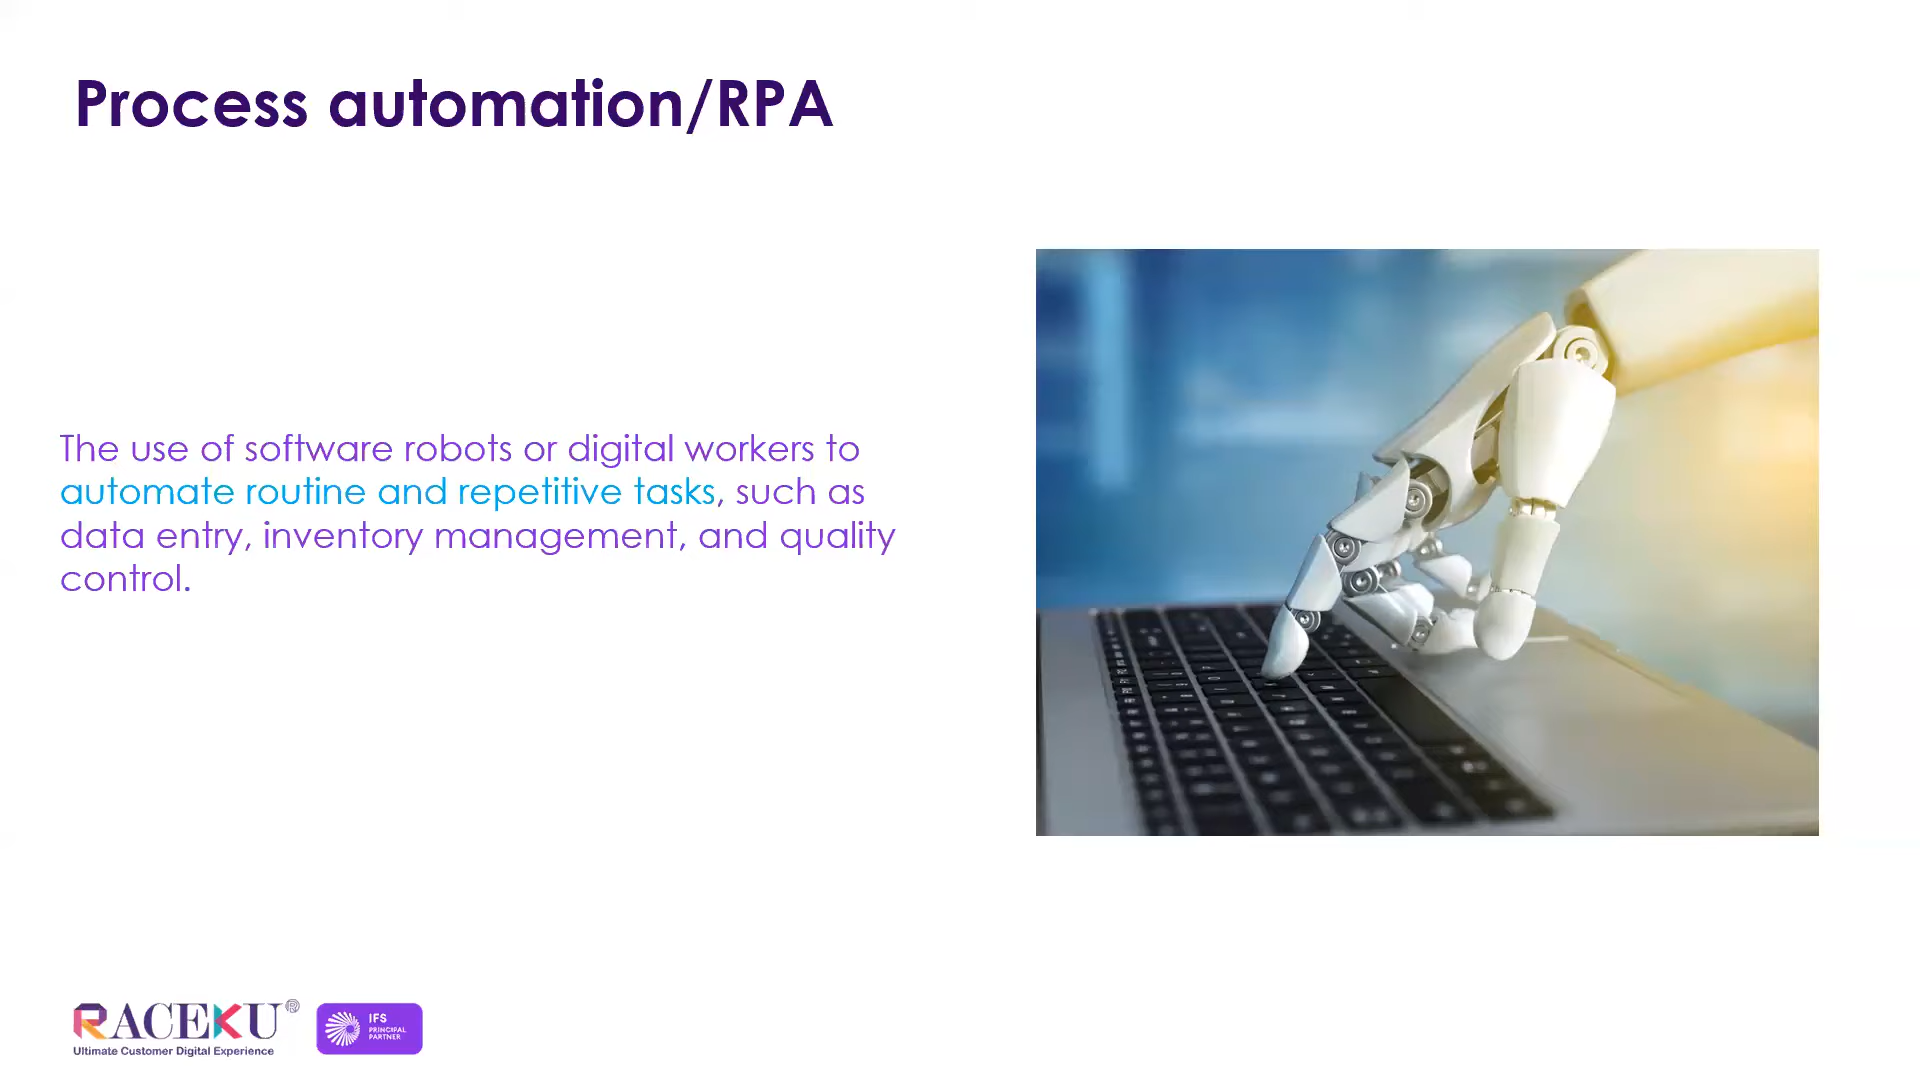 Process automation/RPA
The use of software robots or digital workers to
automate routine and repetitive tasks, such as
data entry, inventory management, and quality
control.
RACEKU®
Ultimate Customer Digital Experience
IFS
PRINCIPAL
PARTNER